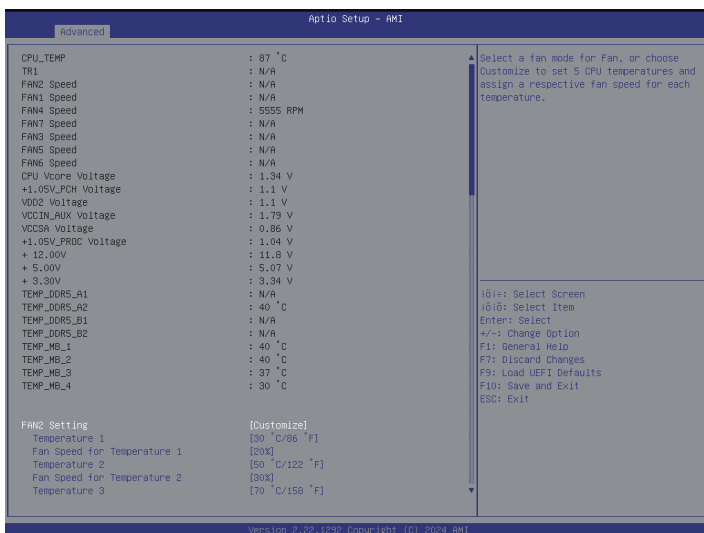 Aptio Setup – AMI
Advanced
CPU_TEMP : 87 °C
TR1 : N/A
FAN2 Speed : N/A
FAN1 Speed : N/A
FAN4 Speed : 5555 RPM
FAN7 Speed : N/A
FAN3 Speed : N/A
FAN5 Speed : N/A
FAN6 Speed : N/A
CPU Vcore Voltage : 1.34 V
+1.05V_PCH Voltage : 1.1 V
VDD2 Voltage : 1.1 V
VCCIN_AUX Voltage : 1.79 V
VCCSA Voltage : 0.86 V
+1.05V_PROC Voltage : 1.04 V
+ 12.00V : 11.8 V
+ 5.00V : 5.07 V
+ 3.30V : 3.34 V
TEMP_DDR5_A1 : N/A
TEMP_DDR5_A2 : 40 °C
TEMP_DDR5_B1 : N/A
TEMP_DDR5_B2 : N/A
TEMP_MB_1 : 40 °C
TEMP_MB_2 : 40 °C
TEMP_MB_3 : 37 °C
TEMP_MB_4 : 30 °C
FAN2 Setting [Customize]
Temperature 1 [30 °C/86 °F]
Fan Speed for Temperature 1 [20%]
Temperature 2 [50 °C/122 °F]
Fan Speed for Temperature 2 [30%]
Temperature 3 [70 °C/158 °F]
Select a fan mode for Fan, or choose
Customize to set 5 CPU temperatures and
assign a respective fan speed for each
temperature.
ìõì÷: Select Screen
ìôìõ: Select Item
Enter: Select
+/-: Change Option
F1: General Help
F7: Discard Changes
F9: Load UEFI Defaults
F10: Save and Exit
ESC: Exit
Version 2.22.1292 Copyright (C) 2024 AMI